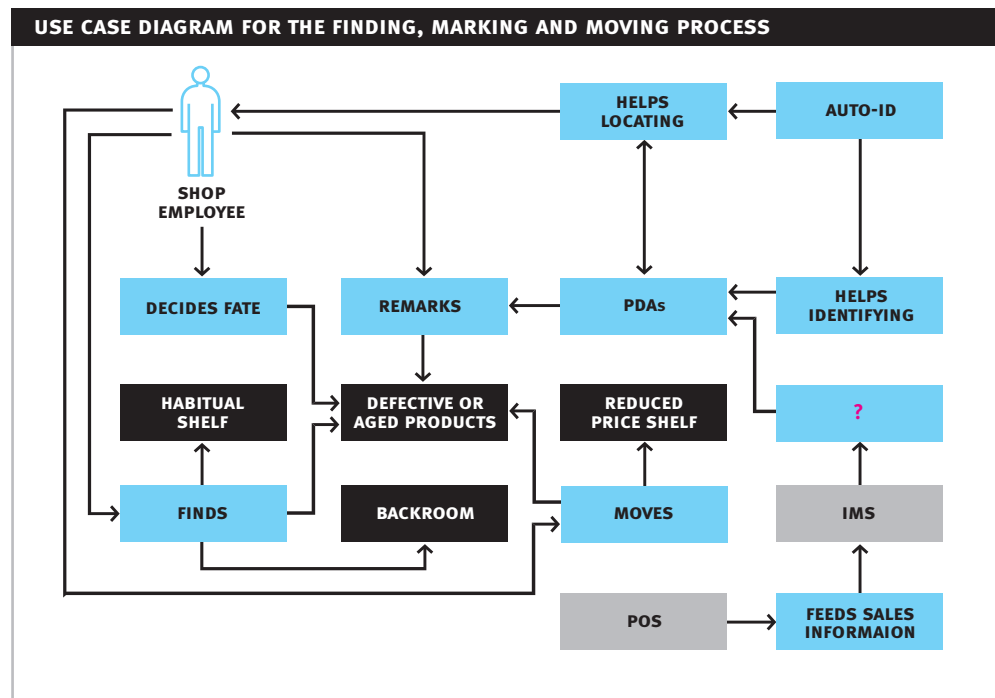 USE CASE DIAGRAM FOR THE FINDING, MARKING AND MOVING PROCESS
HELPS
LOCATING
AUTO-ID
SHOP
EMPLOYEE
DECIDES FATE
REMARKS
PDAs
HELPS
IDENTIFYING
HABITUAL
SHELF
DEFECTIVE OR
AGED PRODUCTS
REDUCED
PRICE SHELF
?
FINDS
BACKROOM
MOVES
IMS
POS
FEEDS SALES
INFORMAION